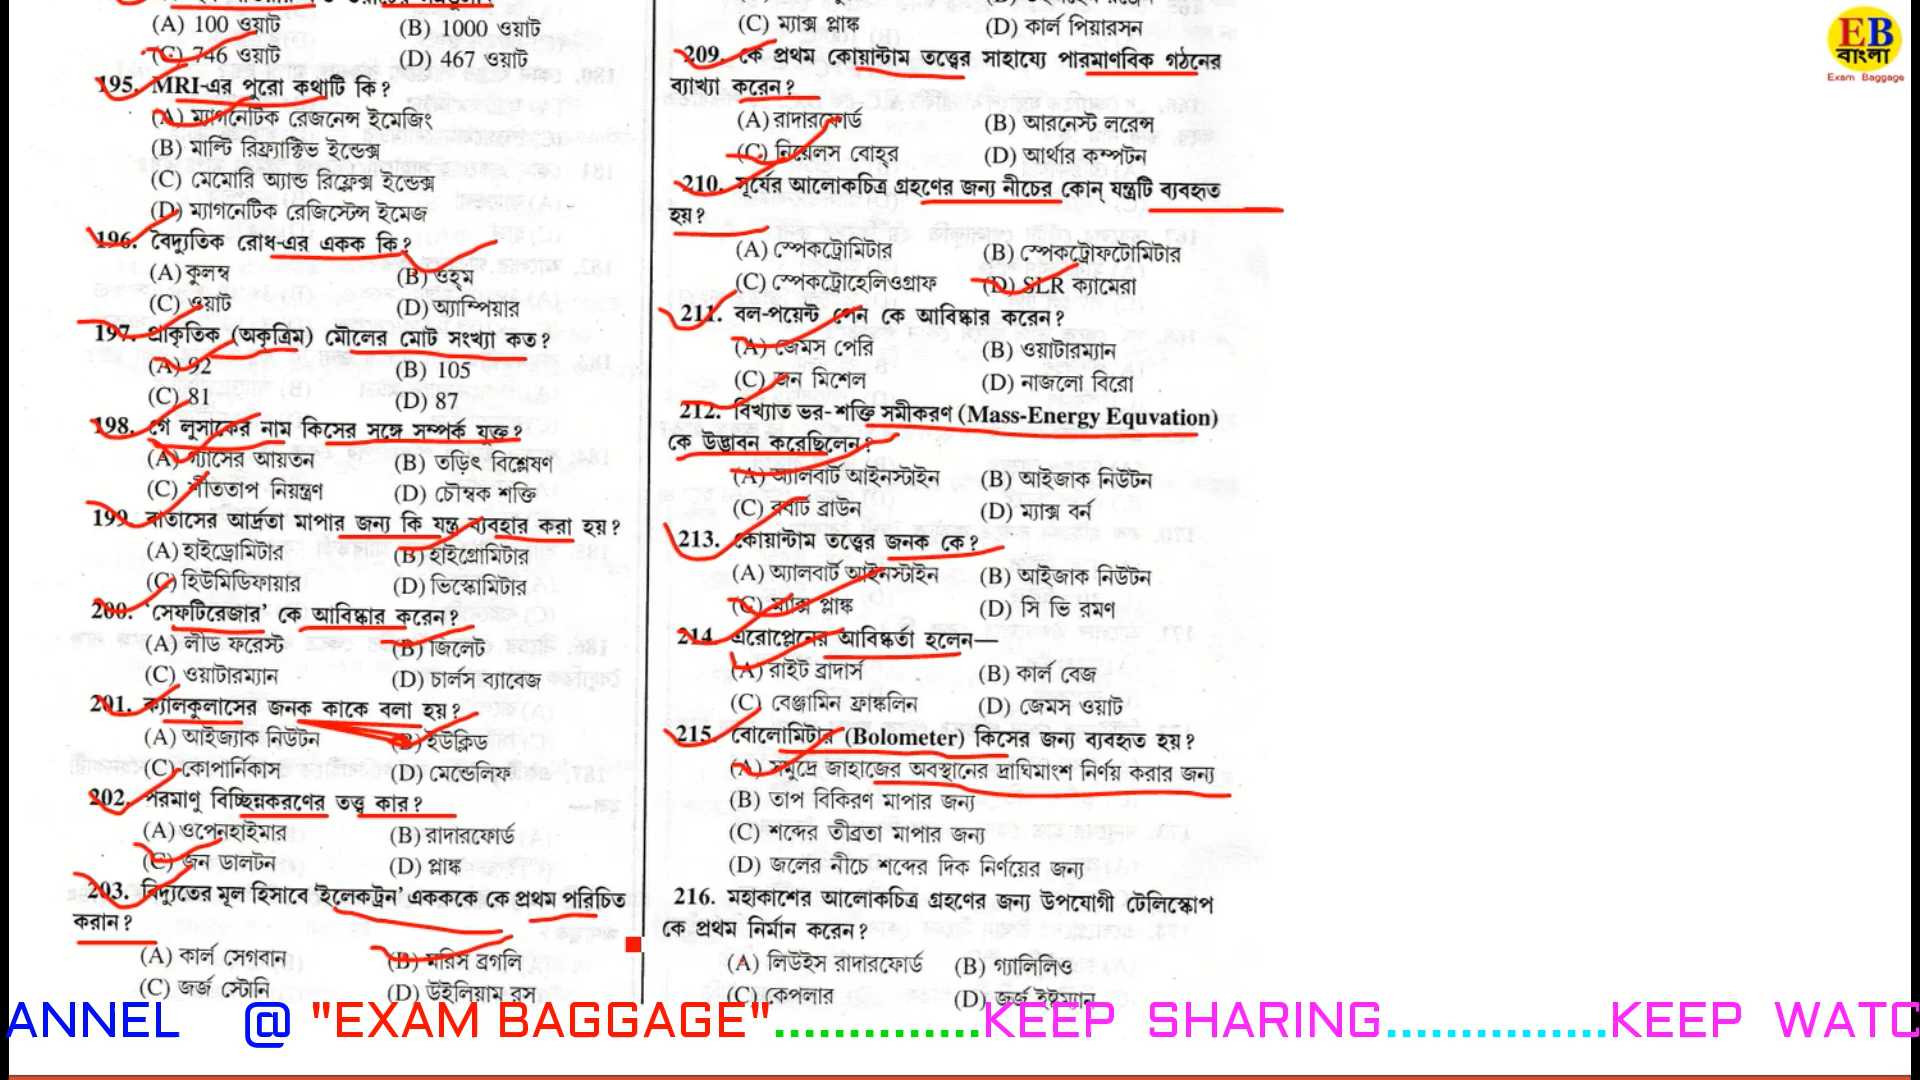 (A) 100 ওয়াট (B) 1000 ওয়াট
(C) 746 ওয়াট (D) 467 ওয়াট
195. MRI-এর পুরো কথাটি কি?
(A) ম্যাগনেটিক রেজনেন্স ইমেজিং
(B) মাল্টি রিফ্র্যাক্টিভ ইন্ডেক্স
(C) মেমোরি অ্যান্ড রিফ্লেক্স ইন্ডেক্স
(D) ম্যাগনেটিক রেজিস্টেন্স ইমেজ
196. বৈদ্যুতিক রোধ-এর একক কি?
(A) কুলম্ব (B) ওহ্‌ম
(C) ওয়াট (D) অ্যাম্পিয়ার
197. প্রাকৃতিক (অকৃত্রিম) মৌলের মোট সংখ্যা কত?
(A) 92 (B) 105
(C) 81 (D) 87
198. গে লুসাকের নাম কিসের সঙ্গে সম্পর্ক যুক্ত?
(A) গ্যাসের আয়তন (B) তড়িৎ বিশ্লেষণ
(C) শীততাপ নিয়ন্ত্রণ (D) চৌম্বক শক্তি
199. বাতাসের আর্দ্রতা মাপার জন্য কি যন্ত্র ব্যবহার করা হয়?
(A) হাইড্রোমিটার (B) হাইগ্রোমিটার
(C) হিউমিডিফায়ার (D) ভিস্কোমিটার
200. 'সেফটিরেজার' কে আবিষ্কার করেন?
(A) লীড ফরেস্ট (B) জিলেট
(C) ওয়াটারম্যান (D) চার্লস ব্যাবেজ
201. ক্যালকুলাসের জনক কাকে বলা হয়?
(A) আইজ্যাক নিউটন (B) ইউক্লিড
(C) কোপার্নিকাস (D) মেন্ডেলিফ
202. পরমাণু বিচ্ছিন্নকরণের তত্ত্ব কার?
(A) ওপেনহাইমার (B) রাদারফোর্ড
(C) জন ডালটন (D) প্লাঙ্ক
203. বিদ্যুতের মূল হিসাবে 'ইলেকট্রন' একককে কে প্রথম পরিচিত
করান?
(A) কার্ল সেগবান (B) মরিস ব্রগলি
(C) জর্জ স্টোনি (D) উইলিয়াম রস
(C) ম্যাক্স প্লাঙ্ক (D) কার্ল পিয়ারসন
209. কে প্রথম কোয়ান্টাম তত্ত্বের সাহায্যে পারমাণবিক গঠনের
ব্যাখ্যা করেন?
(A) রাদারফোর্ড (B) আরনেস্ট লরেন্স
(C) নিয়েলস বোহ্‌র (D) আর্থার কম্পটন
210. সূর্যের আলোকচিত্র গ্রহণের জন্য নীচের কোন্ যন্ত্রটি ব্যবহৃত
হয়?
(A) স্পেকট্রোমিটার (B) স্পেকট্রোফটোমিটার
(C) স্পেকট্রোহেলিওগ্রাফ (D) SLR ক্যামেরা
211. বল-পয়েন্ট পেন কে আবিষ্কার করেন?
(A) জেমস পেরি (B) ওয়াটারম্যান
(C) জন মিশেল (D) নাজলো বিরো
212. বিখ্যাত ভর-শক্তি সমীকরণ (Mass-Energy Equvation)
কে উদ্ভাবন করেছিলেন?
(A) অ্যালবার্ট আইনস্টাইন (B) আইজাক নিউটন
(C) রবার্ট ব্রাউন (D) ম্যাক্স বর্ন
213. কোয়ান্টাম তত্ত্বের জনক কে?
(A) অ্যালবার্ট আইনস্টাইন (B) আইজাক নিউটন
(C) ম্যাক্স প্লাঙ্ক (D) সি ভি রমণ
214. এরোপ্লেনের আবিষ্কর্তা হলেন—
(A) রাইট ব্রাদার্স (B) কার্ল বেজ
(C) বেঞ্জামিন ফ্রাঙ্কলিন (D) জেমস ওয়াট
215. বোলোমিটার (Bolometer) কিসের জন্য ব্যবহৃত হয়?
(A) সমুদ্রে জাহাজের অবস্থানের দ্রাঘিমাংশ নির্ণয় করার জন্য
(B) তাপ বিকিরণ মাপার জন্য
(C) শব্দের তীব্রতা মাপার জন্য
(D) জলের নীচে শব্দের দিক নির্ণয়ের জন্য
216. মহাকাশের আলোকচিত্র গ্রহণের জন্য উপযোগী টেলিস্কোপ
কে প্রথম নির্মান করেন?
(A) লিউইস রাদারফোর্ড (B) গ্যালিলিও
(C) কেপলার (D) জর্জ ইষ্টম্যান
EB
বাংলা
Exam Baggage
ANNEL @ "EXAM BAGGAGE"..............KEEP SHARING...............KEEP WATC